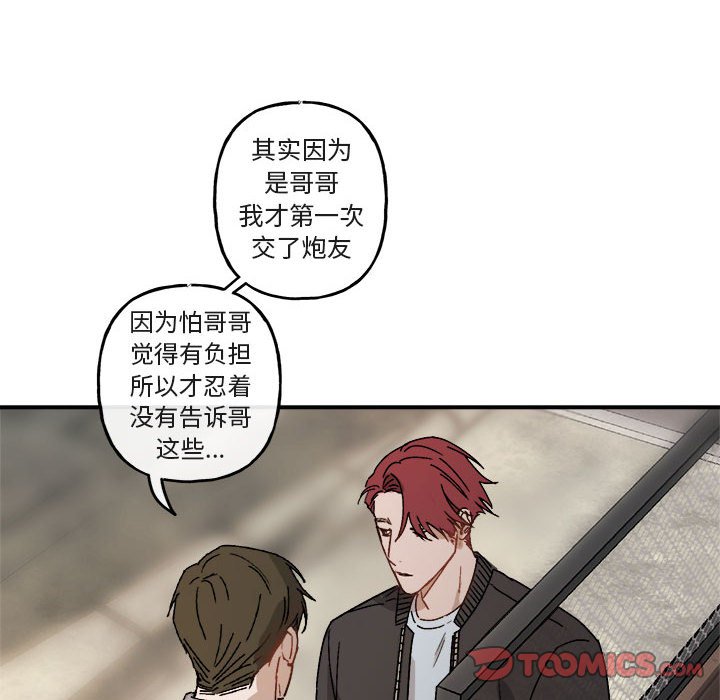 其实因为
是哥哥
我才第一次
交了炮友
因为怕哥哥
觉得有负担
所以才忍着
没有告诉哥
这些...
TOOMICS.COM